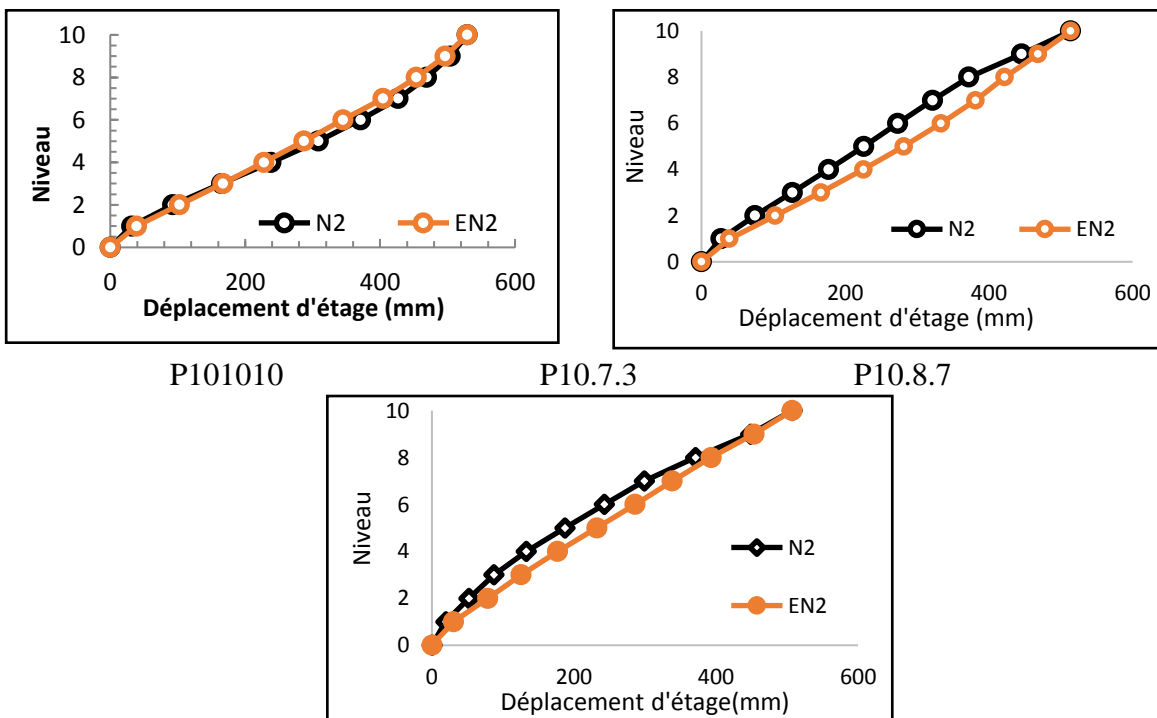 10
8
6
4
2
0
Niveau
N2
EN2
0
200
400
600
Déplacement d'étage (mm)
10
8
6
4
2
0
Niveau
N2
EN2
0
200
400
600
Déplacement d'étage (mm)
P101010
P10.7.3
P10.8.7
10
8
6
4
2
0
Niveau
N2
EN2
0
200
400
600
Déplacement d'étage(mm)